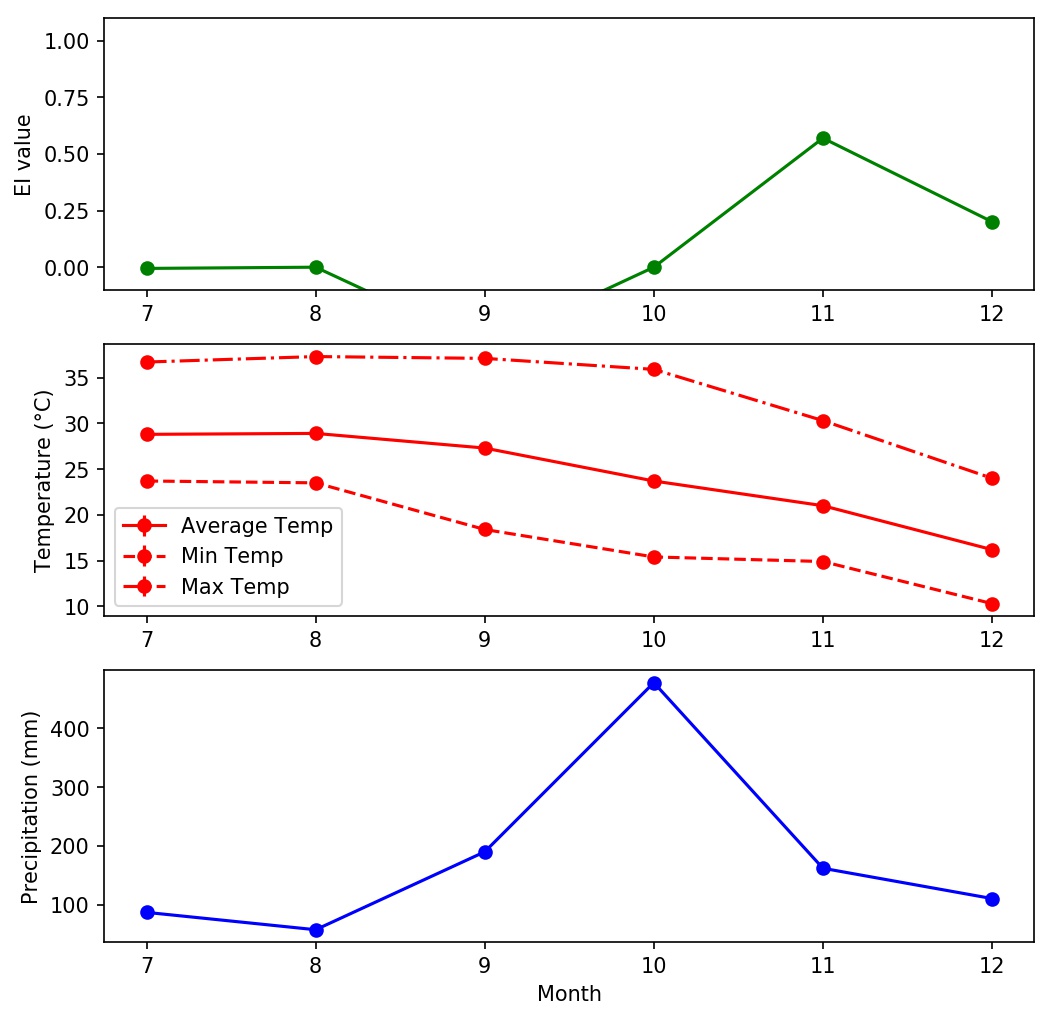 1.00
0.75
0.50
0.25
0.00
EI value
7 8 9 10 11 12
35
30
25
20
15
10
Temperature (°C)
Average Temp
Min Temp
Max Temp
7 8 9 10 11 12
400
300
200
100
Precipitation (mm)
7 8 9 10 11 12
Month